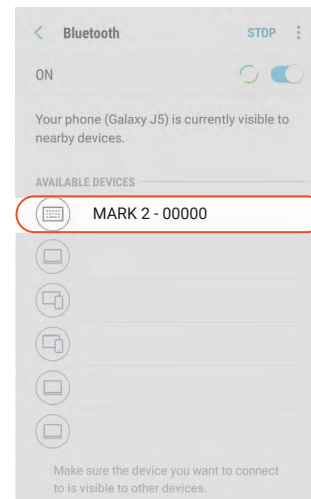 Bluetooth STOP
ON
Your phone (Galaxy J5) is currently visible to
nearby devices.
AVAILABLE DEVICES
MARK 2 - 00000
Make sure the device you want to connect
to is visible to other devices.